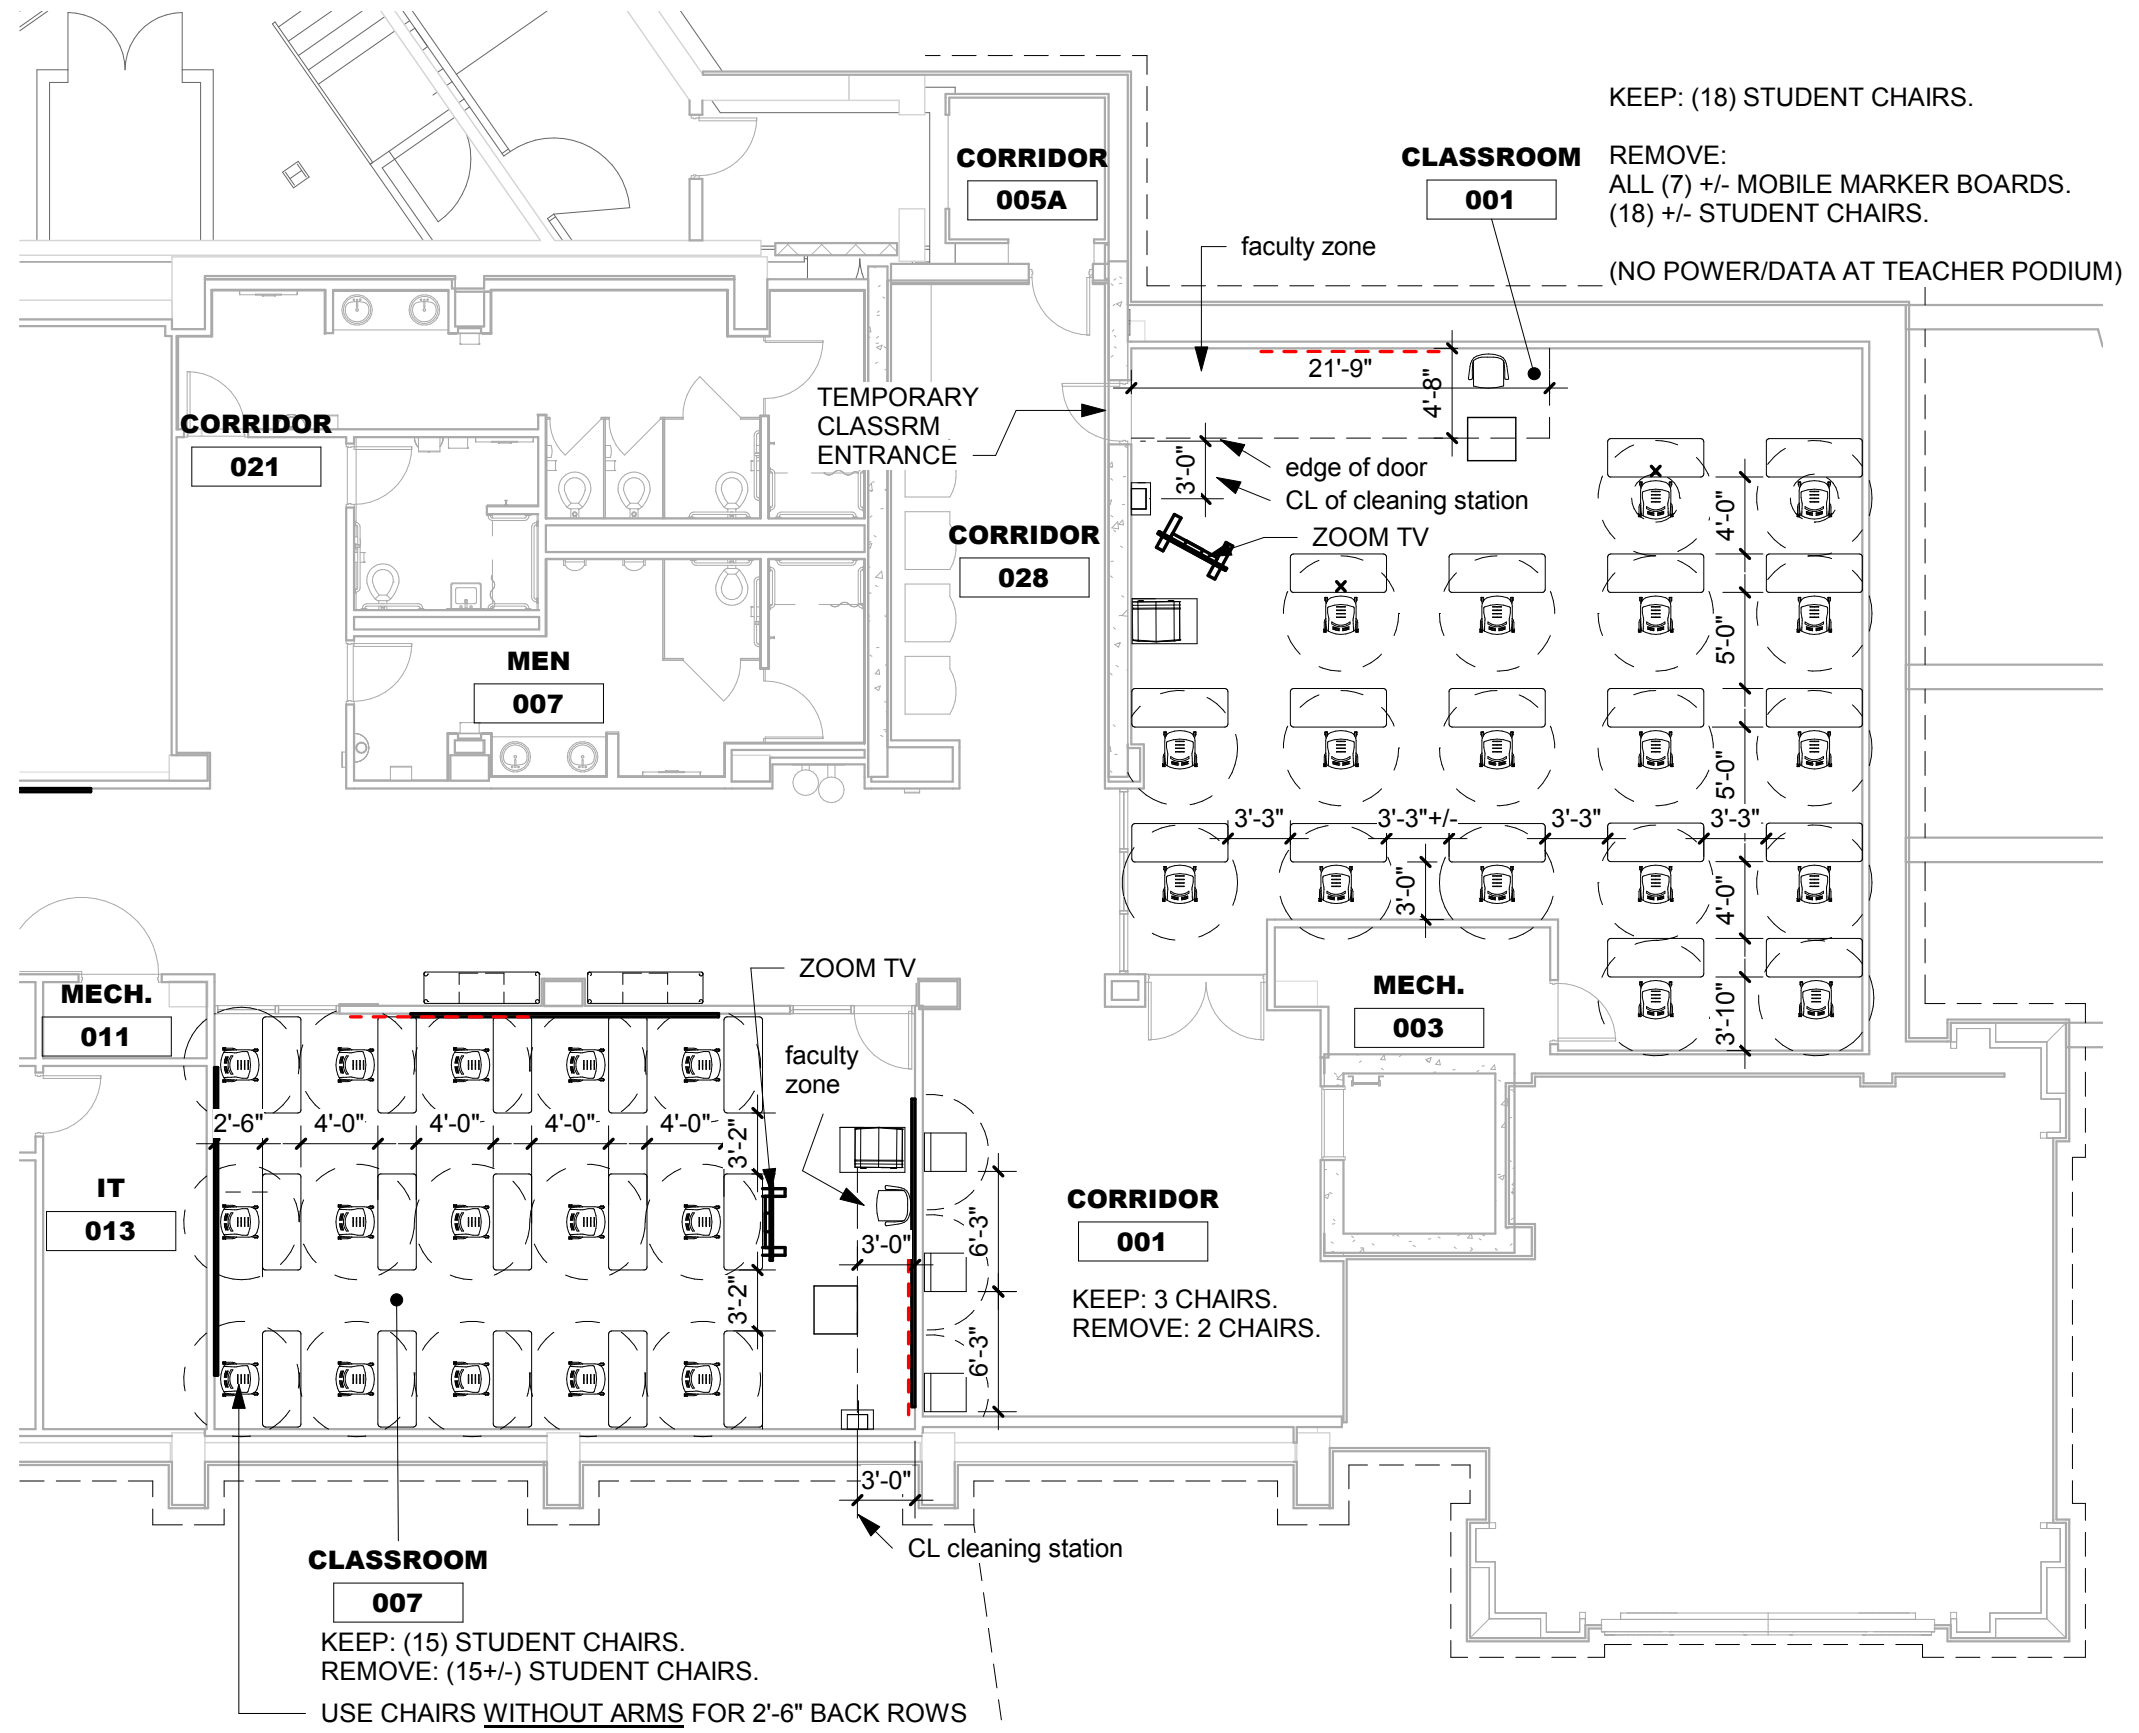 KEEP: (18) STUDENT CHAIRS.
REMOVE:
ALL (7) +/- MOBILE MARKER BOARDS.
(18) +/- STUDENT CHAIRS.
(NO POWER/DATA AT TEACHER PODIUM)
CLASSROOM
001
CORRIDOR
005A
faculty zone
21'-9"
4'-8"
TEMPORARY
CLASSRM
ENTRANCE
CORRIDOR
021
3'-0"
edge of door
CL of cleaning station
ZOOM TV
CORRIDOR
028
4'-0"
5'-0"
5'-0"
MEN
007
3'-3"
3'-3"+/-
3'-3"
3'-3"
3'-0"
4'-0"
3'-10"
MECH.
003
MECH.
011
ZOOM TV
faculty
zone
2'-6"
4'-0"
4'-0"
4'-0"
4'-0"
3'-2"
IT
013
3'-0"
6'-3"
3'-2"
6'-3"
CORRIDOR
001
KEEP: 3 CHAIRS.
REMOVE: 2 CHAIRS.
3'-0"
CL cleaning station
CLASSROOM
007
KEEP: (15) STUDENT CHAIRS.
REMOVE: (15+/-) STUDENT CHAIRS.
USE CHAIRS WITHOUT ARMS FOR 2'-6" BACK ROWS